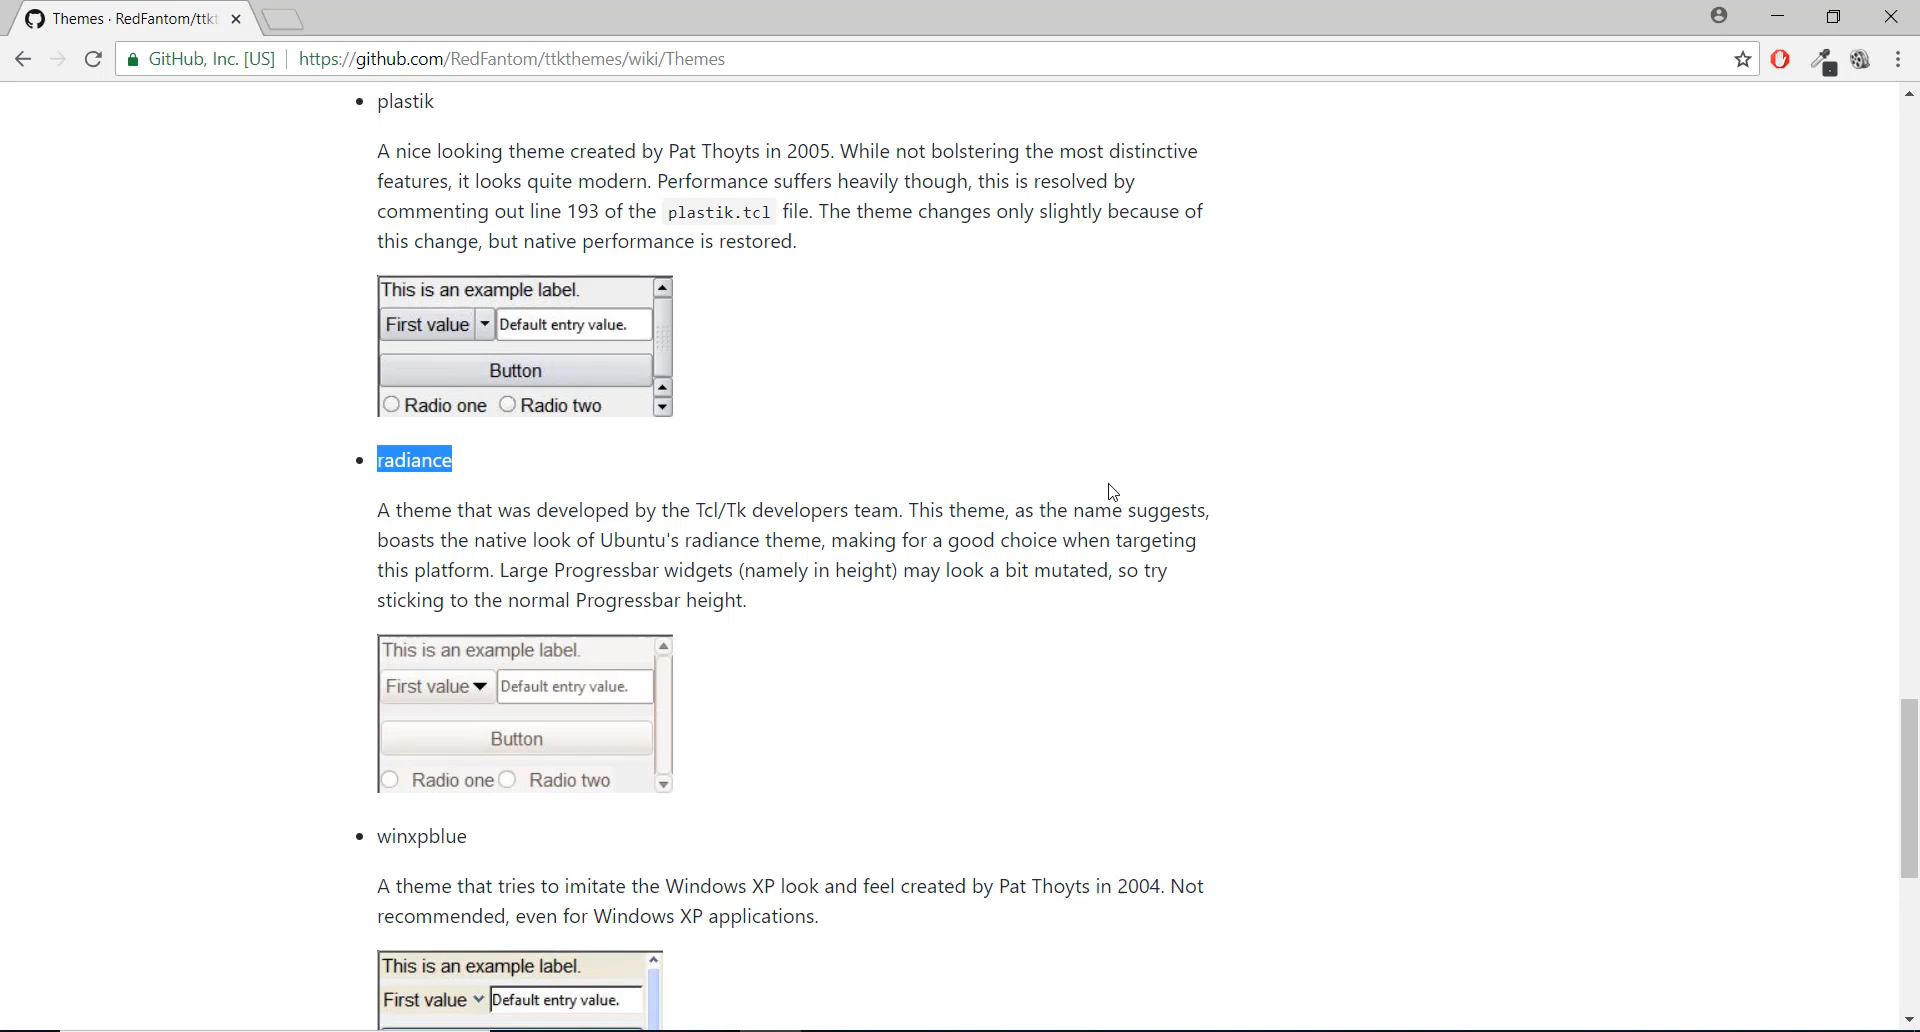 Themes · RedFantom/ttkt
GitHub, Inc. [US] https://github.com/RedFantom/ttkthemes/wiki/Themes
plastik
A nice looking theme created by Pat Thoyts in 2005. While not bolstering the most distinctive
features, it looks quite modern. Performance suffers heavily though, this is resolved by
commenting out line 193 of the plastik.tcl file. The theme changes only slightly because of
this change, but native performance is restored.
This is an example label.
First value Default entry value.
Button
Radio one Radio two
radiance
A theme that was developed by the Tcl/Tk developers team. This theme, as the name suggests,
boasts the native look of Ubuntu's radiance theme, making for a good choice when targeting
this platform. Large Progressbar widgets (namely in height) may look a bit mutated, so try
sticking to the normal Progressbar height.
This is an example label.
First value Default entry value.
Button
Radio one Radio two
winxpblue
A theme that tries to imitate the Windows XP look and feel created by Pat Thoyts in 2004. Not
recommended, even for Windows XP applications.
This is an example label.
First value Default entry value.